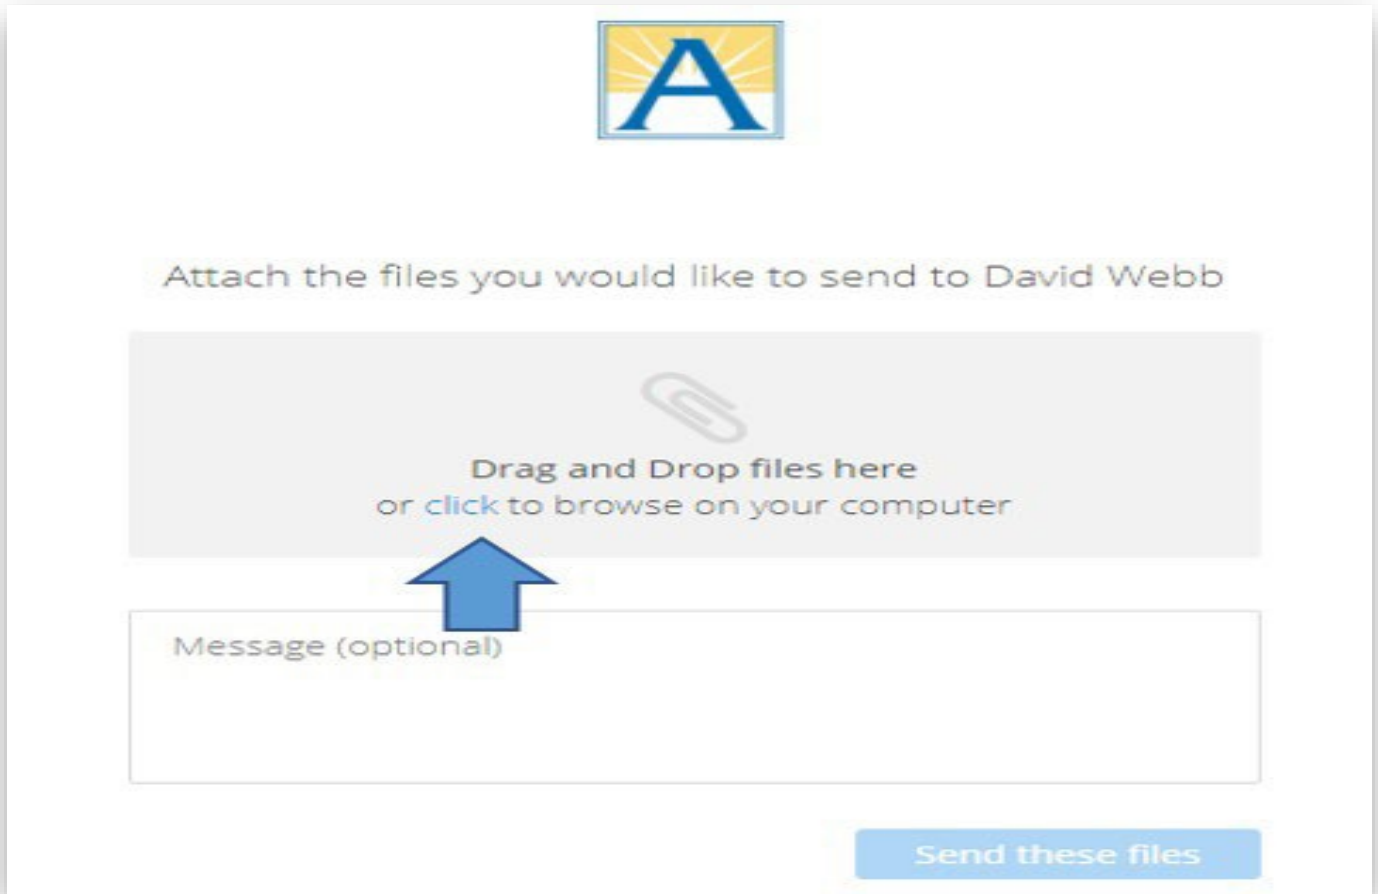 A
Attach the files you would like to send to David Webb
Drag and Drop files here
or click to browse on your computer
Message (optional)
Send these files